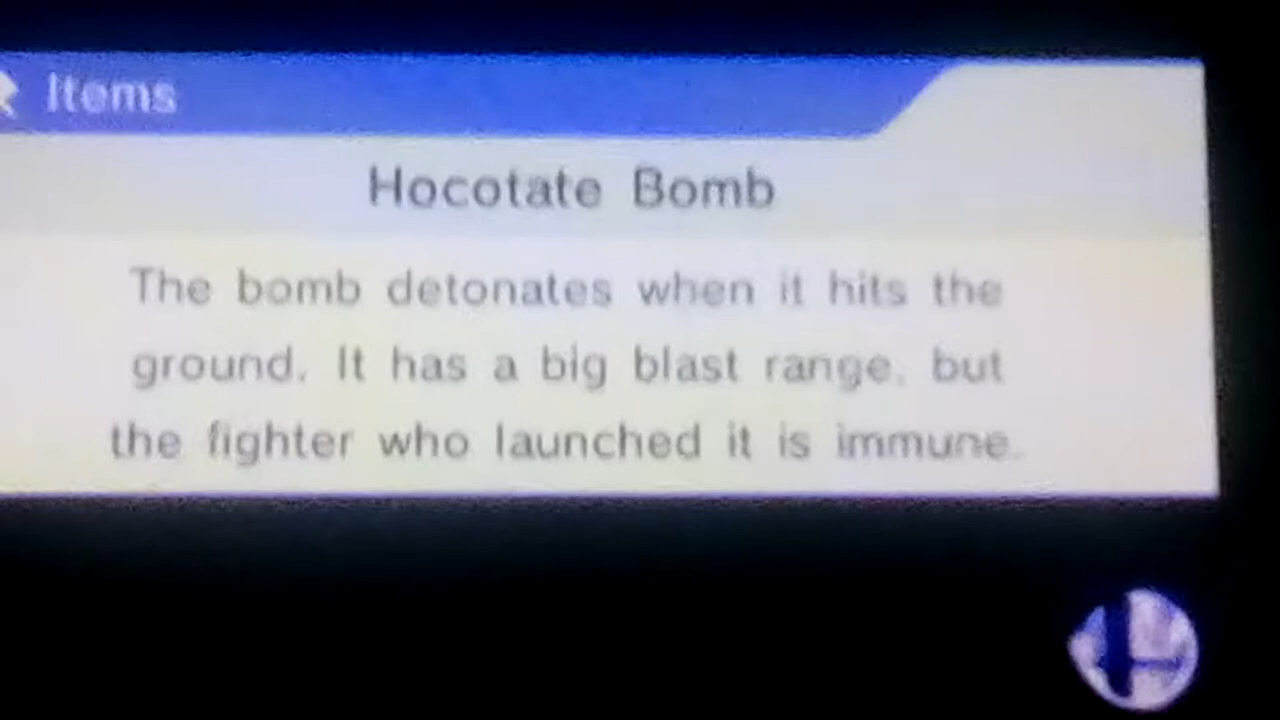 Items
Hocotate Bomb
The bomb detonates when it hits the
ground. It has a big blast range, but
the fighter who launched it is immune.